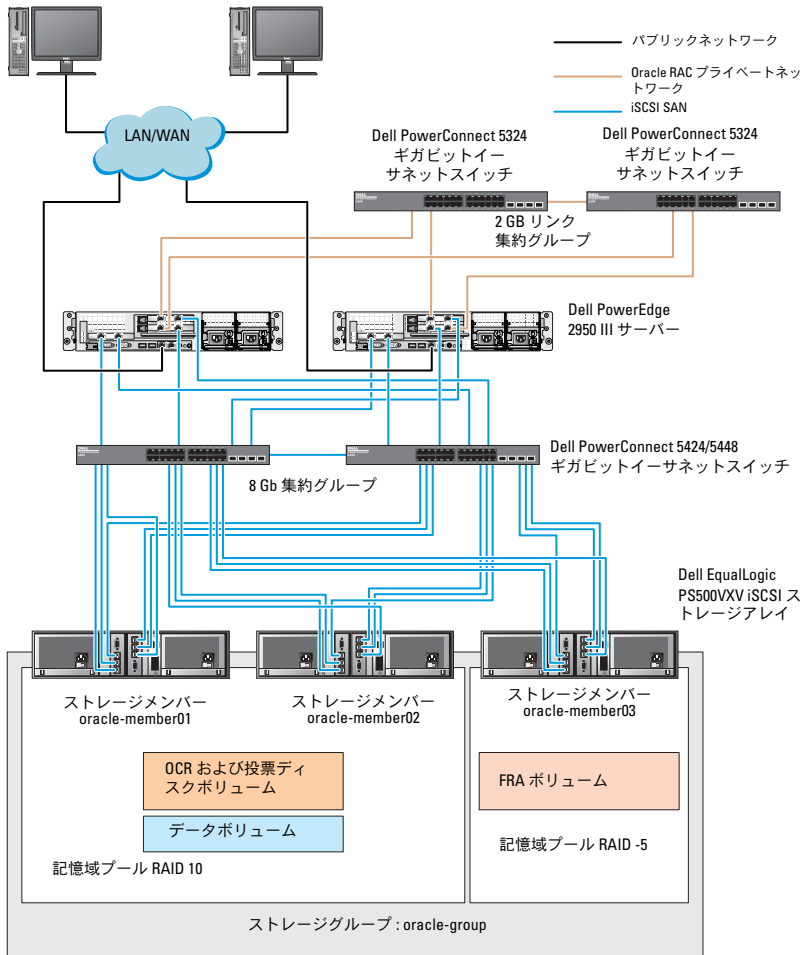 パブリックネットワーク
Oracle RAC プライベートネッ
トワーク
iSCSI SAN
LAN/WAN
Dell PowerConnect 5324
ギガビットイー
サネットスイッチ
Dell PowerConnect 5324
ギガビットイー
サネットスイッチ
2 GB リンク
集約グループ
Dell PowerEdge
2950 III サーバー
Dell PowerConnect 5424/5448
ギガビットイーサネットスイッチ
8 Gb 集約グループ
Dell EqualLogic
PS500VXV iSCSI ス
トレージアレイ
ストレージメンバー
oracle-member01
ストレージメンバー
oracle-member02
ストレージメンバー
oracle-member03
OCR および投票ディ
スクボリューム
データボリューム
記憶域プール RAID 10
FRA ボリューム
記憶域プール RAID -5
ストレージグループ : oracle-group